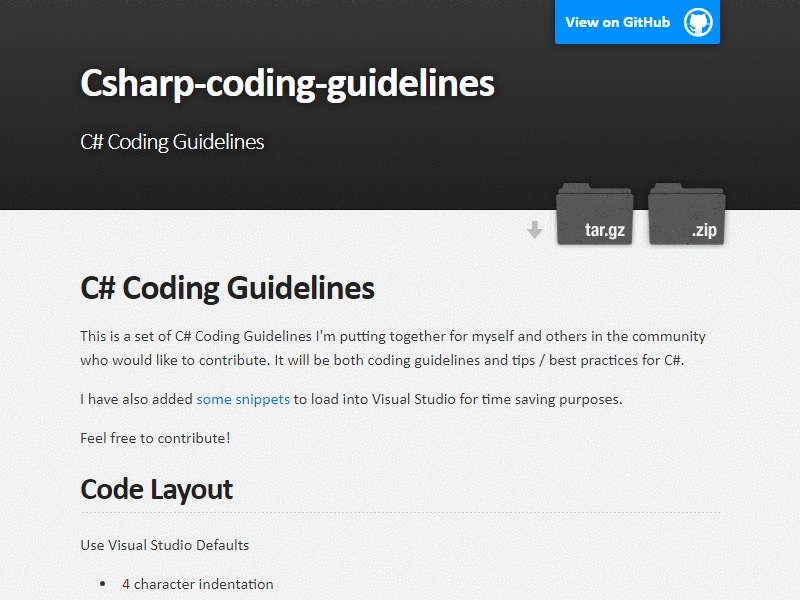 View on GitHub
Csharp-coding-guidelines
C# Coding Guidelines
tar.gz
.zip
C# Coding Guidelines
This is a set of C# Coding Guidelines I'm putting together for myself and others in the community
who would like to contribute. It will be both coding guidelines and tips / best practices for C#.
I have also added some snippets to load into Visual Studio for time saving purposes.
Feel free to contribute!
Code Layout
Use Visual Studio Defaults
• 4 character indentation